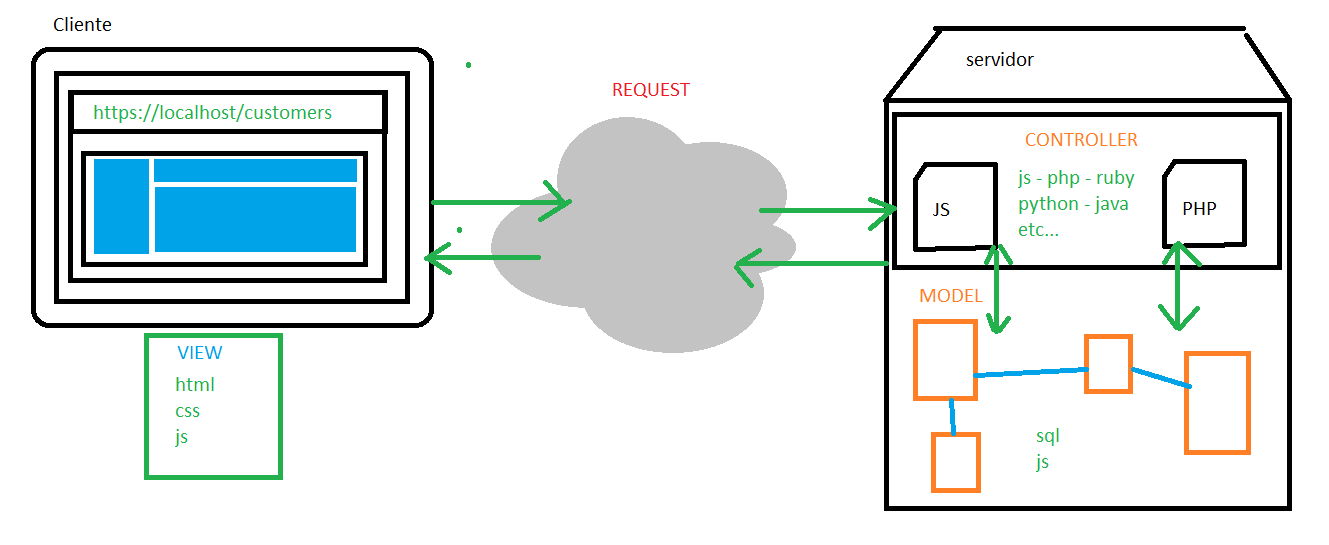 Cliente
https://localhost/customers
VIEW
html
css
js
REQUEST
servidor
CONTROLLER
JS
js - php - ruby
python - java
etc...
PHP
MODEL
sql
js